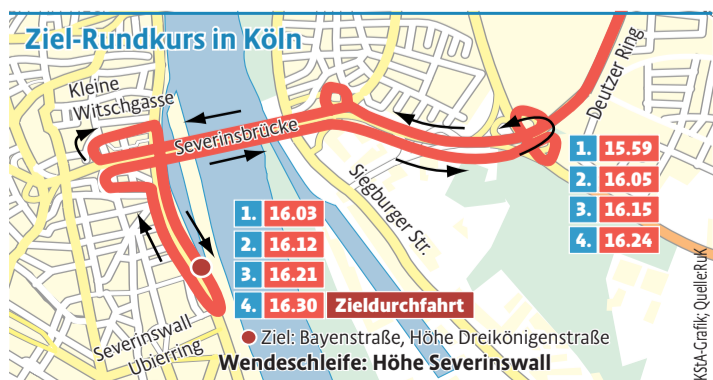 Ziel-Rundkurs in Köln
Kleine
Witschgasse
Severinsbrücke
Deutzer Ring
Siegburger Str.
1. 15.59
2. 16.05
3. 16.15
4. 16.24
1. 16.03
2. 16.12
3. 16.21
4. 16.30 Zieldurchfahrt
Severinswall
Ubierring
Ziel: Bayenstraße, Höhe Dreikönigenstraße
Wendeschleife: Höhe Severinswall
KStA-Grafik; Quelle:RuK